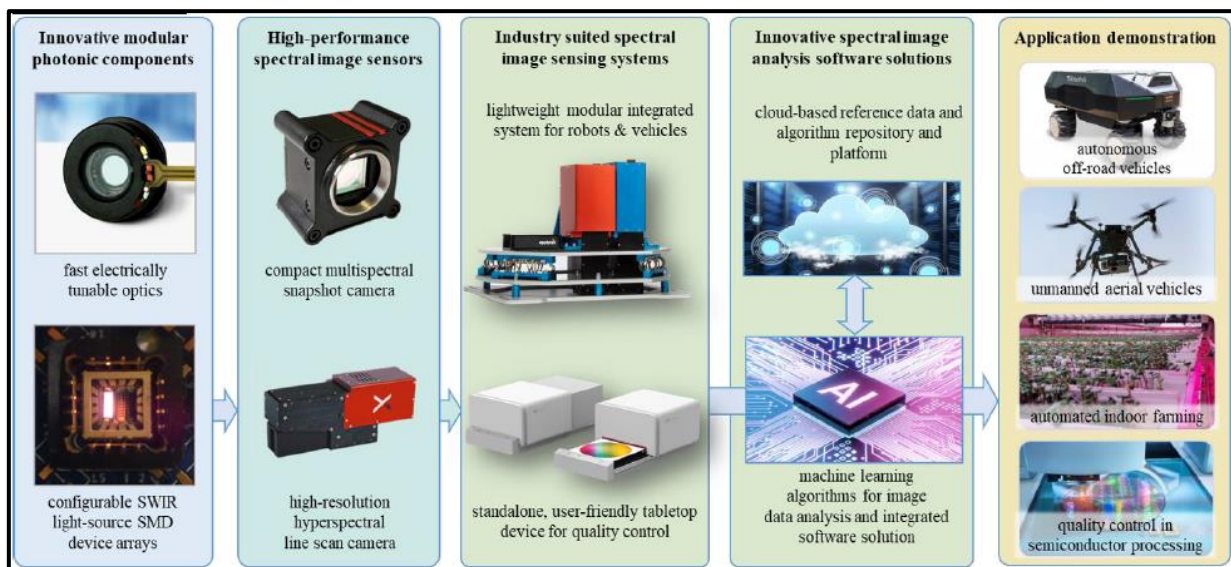 Innovative modular
photonic components
fast electrically
tunable optics
configurable SWIR
light-source SMD
device arrays
High-performance
spectral image sensors
compact multispectral
snapshot camera
X
high-resolution
hyperspectral
line scan camera
Industry suited spectral
image sensing systems
lightweight modular integrated
system for robots & vehicles
standalone, user-friendly tabletop
device for quality control
Innovative spectral image
analysis software solutions
cloud-based reference data and
algorithm repository and
platform
AI
machine learning
algorithms for image
data analysis and integrated
software solution
Application demonstration
autonomous
off-road vehicles
unmanned aerial vehicles
automated indoor farming
quality control in
semiconductor processing